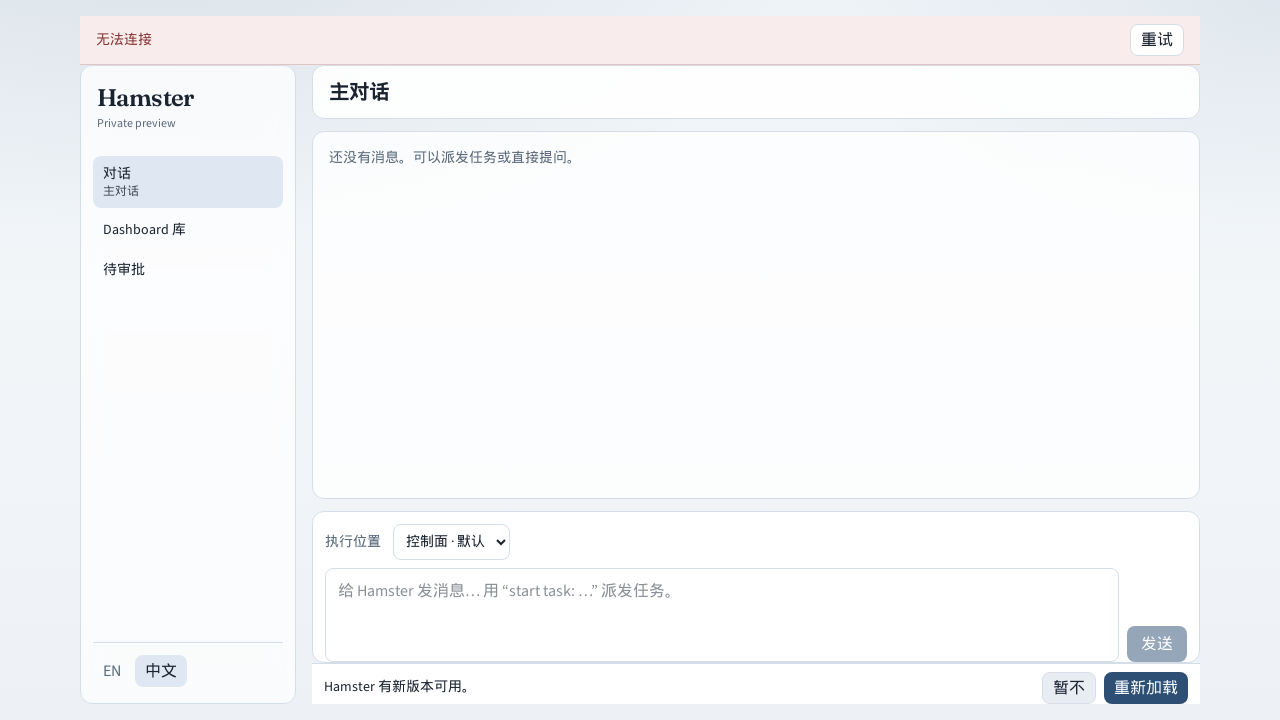 无法连接
重试
Hamster
Private preview
对话
主对话
Dashboard 库
待审批
EN
中文
主对话
还没有消息。可以派发任务或直接提问。
执行位置
控制面 · 默认
给 Hamster 发消息… 用 “start task: …” 派发任务。
发送
Hamster 有新版本可用。
暂不
重新加载